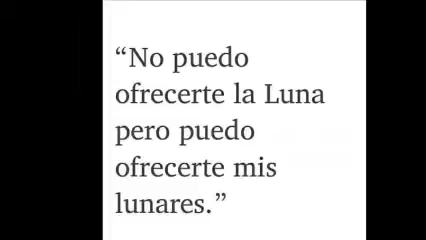 “No puedo
ofrecerte la Luna
pero puedo
ofrecerte mis
lunares.”